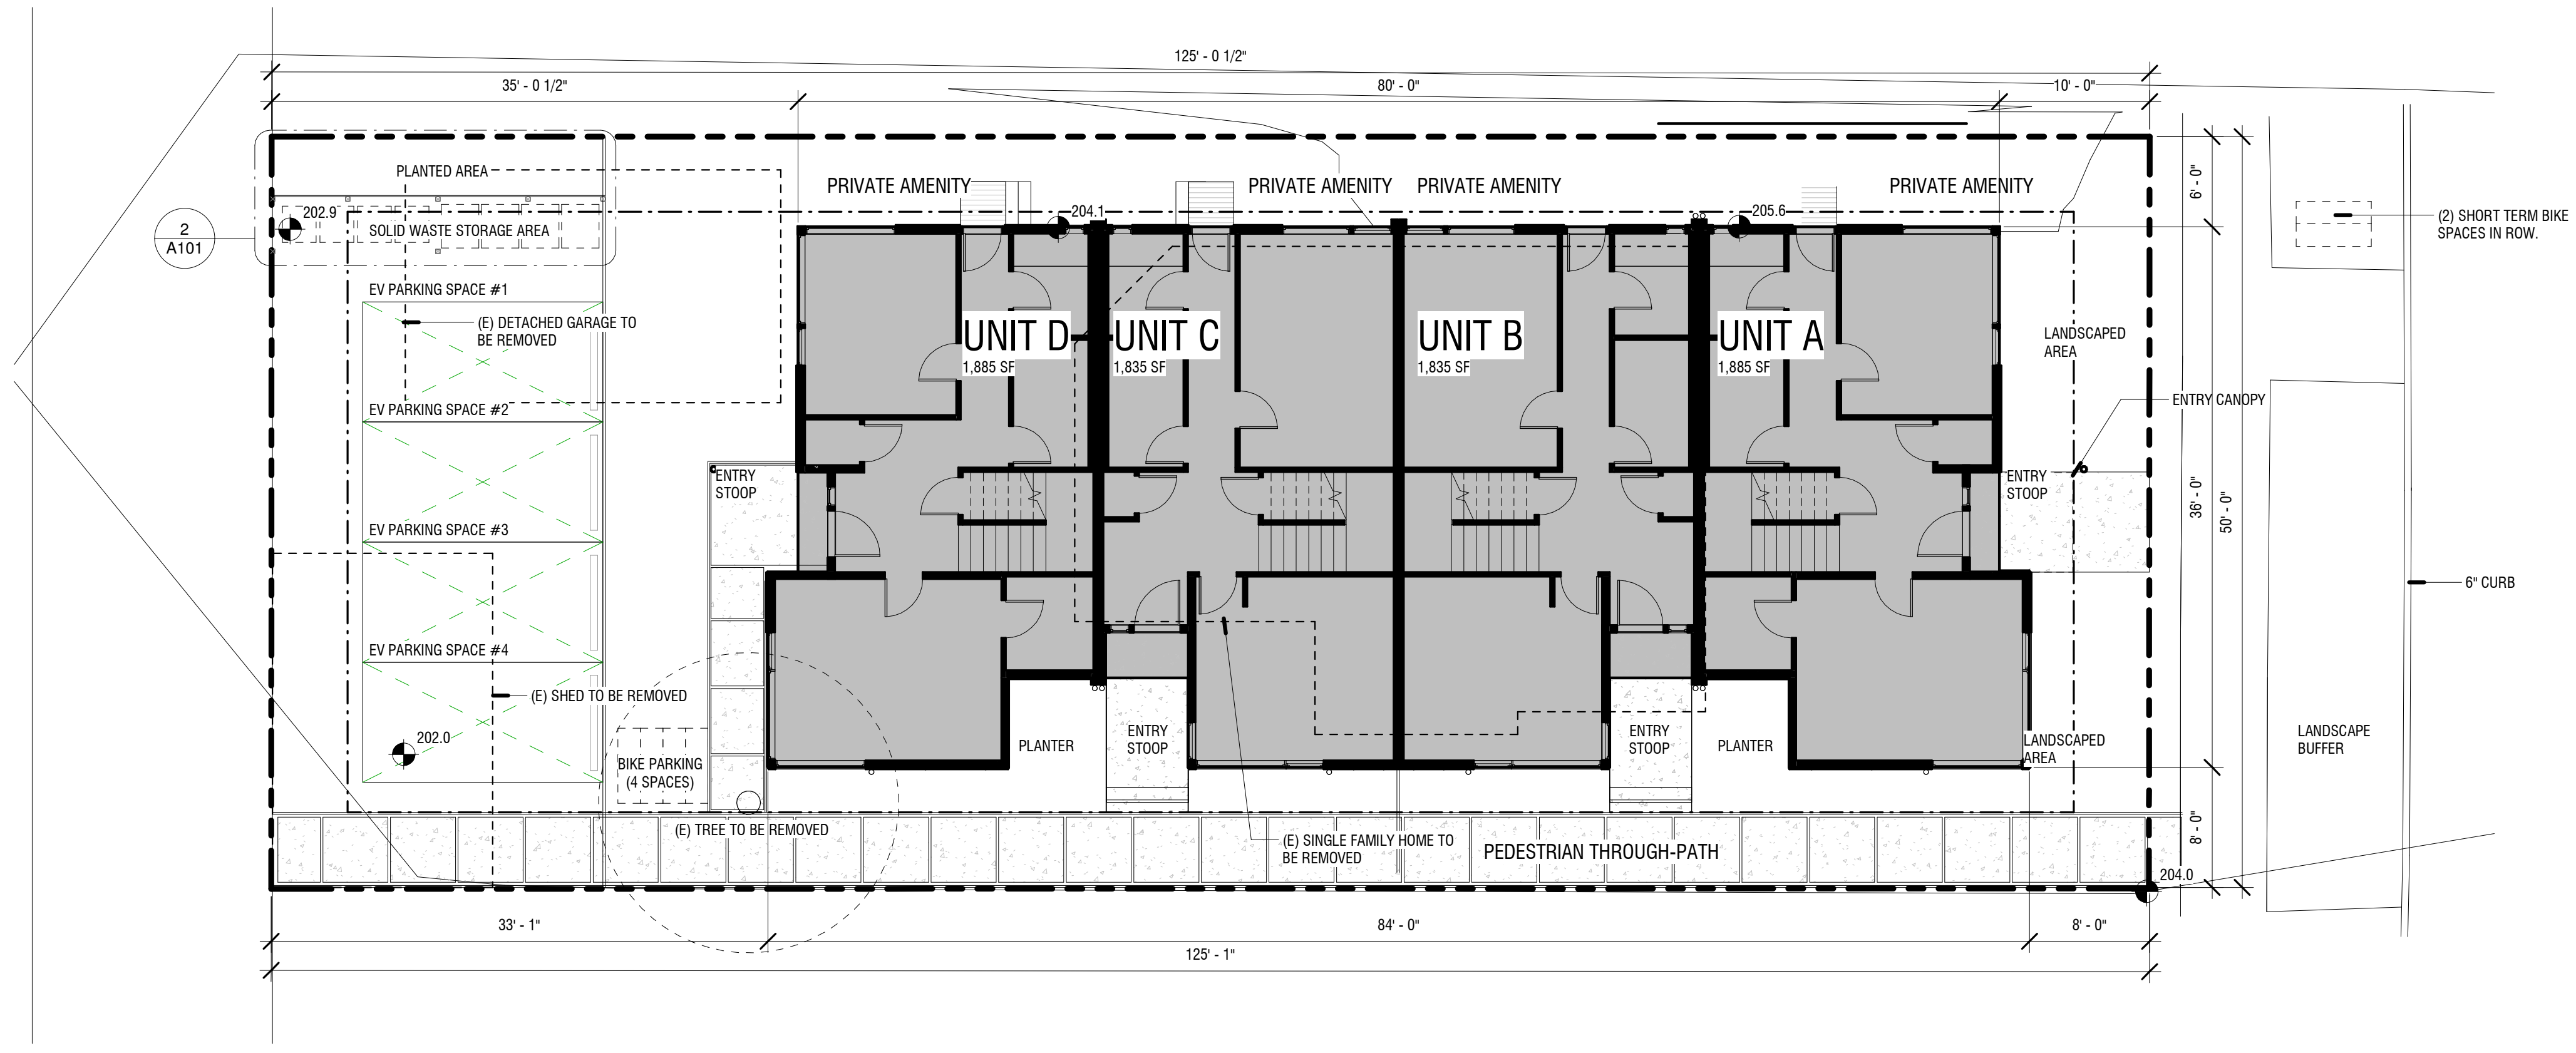 125' - 0 1/2"
35' - 0 1/2"
80' - 0"
10' - 0"
PLANTED AREA
PRIVATE AMENITY
PRIVATE AMENITY
PRIVATE AMENITY
PRIVATE AMENITY
6' - 0"
202.9
204.1
205.6
(2) SHORT TERM BIKE
SPACES IN ROW.
2
A101
SOLID WASTE STORAGE AREA
EV PARKING SPACE #1
(E) DETACHED GARAGE TO
BE REMOVED
UNIT D
1,885 SF
UNIT C
1,835 SF
UNIT B
1,835 SF
UNIT A
1,885 SF
LANDSCAPED
AREA
ENTRY CANOPY
EV PARKING SPACE #2
ENTRY
STOOP
ENTRY
STOOP
36' - 0"
50' - 0"
EV PARKING SPACE #3
6" CURB
EV PARKING SPACE #4
(E) SHED TO BE REMOVED
202.0
BIKE PARKING
(4 SPACES)
PLANTER
ENTRY
STOOP
ENTRY
STOOP
PLANTER
LANDSCAPED
AREA
LANDSCAPE
BUFFER
(E) TREE TO BE REMOVED
(E) SINGLE FAMILY HOME TO
BE REMOVED
PEDESTRIAN THROUGH-PATH
8' - 0"
204.0
33' - 1"
84' - 0"
8' - 0"
125' - 1"